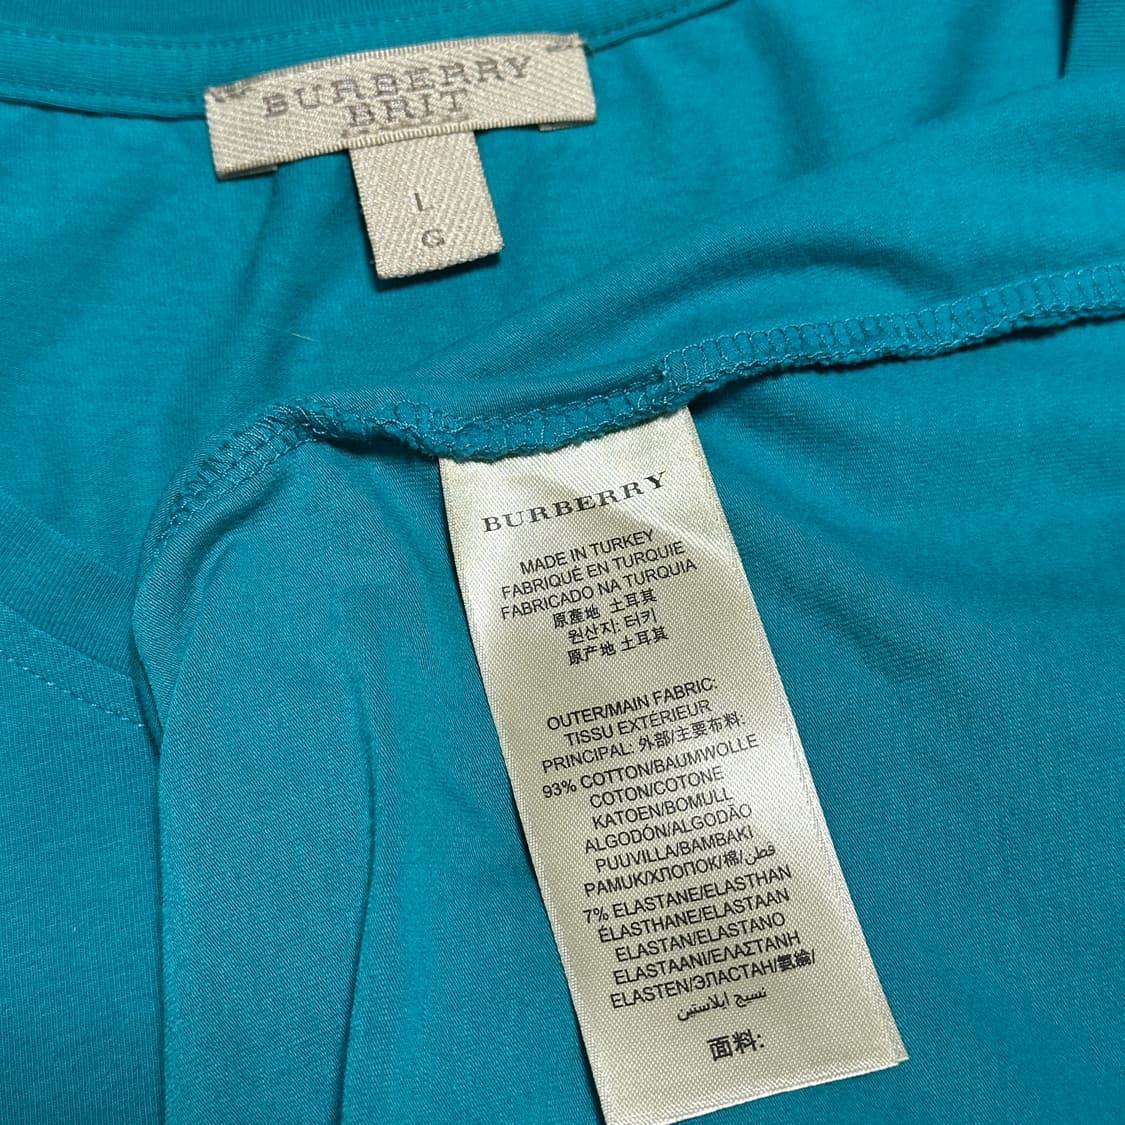 BURBERRY
BRIT
I
G
BURBERRY
MADE IN TURKEY
FABRIQUÉ EN TURQUIE
FABRICADO NA TURQUIA
原產地 土耳其
원산지: 터키
原产地 土耳其
OUTER/MAIN FABRIC:
TISSU EXTERIEUR
PRINCIPAL: 外部/主要布料:
93% COTTON/BAUMWOLLE
COTON/COTONE
KATOEN/BOMULL
ALGODÓN/ALGODÃO
PUUVILLA/BAMBAKI
PAMUK/ХЛОПОК/棉/قطن
7% ELASTANE/ELASTHAN
ÉLASTHANE/ELASTAAN
ELASTAN/ELASTANO
ELASTAANI/ΕΛΑΣΤΑΝΗ
ELASTEN/ЭЛАСТАН/氨綸/
نسيج ايلاستين
面料: